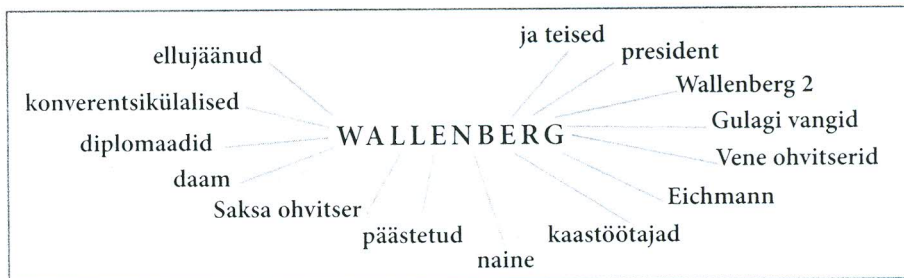 ja teised
ellujäänud
president
Wallenberg 2
konverentsikülalised
Gulagi vangid
WALLENBERG
diplomaadid
Vene ohvitserid
daam
Eichmann
Saksa ohvitser
päästetud
kaastöötajad
naine